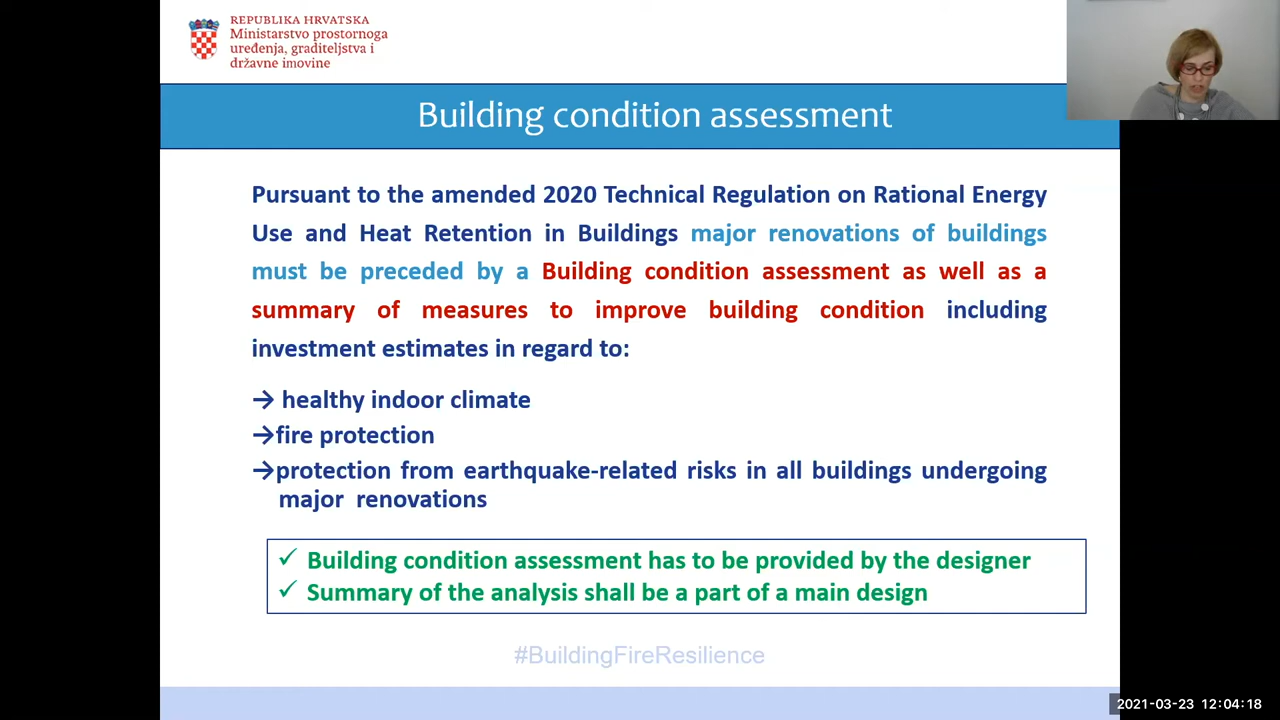 REPUBLIKA HRVATSKA
Ministarstvo prostornoga
uređenja, graditeljstva i
državne imovine
Building condition assessment
Pursuant to the amended 2020 Technical Regulation on Rational Energy
Use and Heat Retention in Buildings major renovations of buildings
must be preceded by a Building condition assessment as well as a
summary of measures to improve building condition including
investment estimates in regard to:
→ healthy indoor climate
→fire protection
→protection from earthquake-related risks in all buildings undergoing
major renovations
✓ Building condition assessment has to be provided by the designer
✓ Summary of the analysis shall be a part of a main design
#BuildingFireResilience
2021-03-23 12:04:18